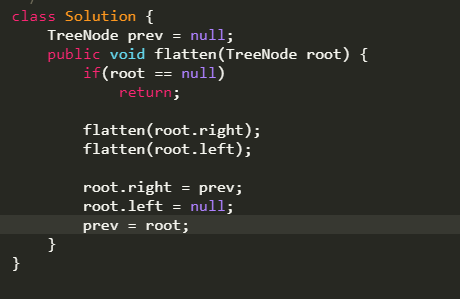 class Solution {
    TreeNode prev = null;
    public void flatten(TreeNode root) {
        if(root == null)
            return;

        flatten(root.right);
        flatten(root.left);

        root.right = prev;
        root.left = null;
        prev = root;
    }
}